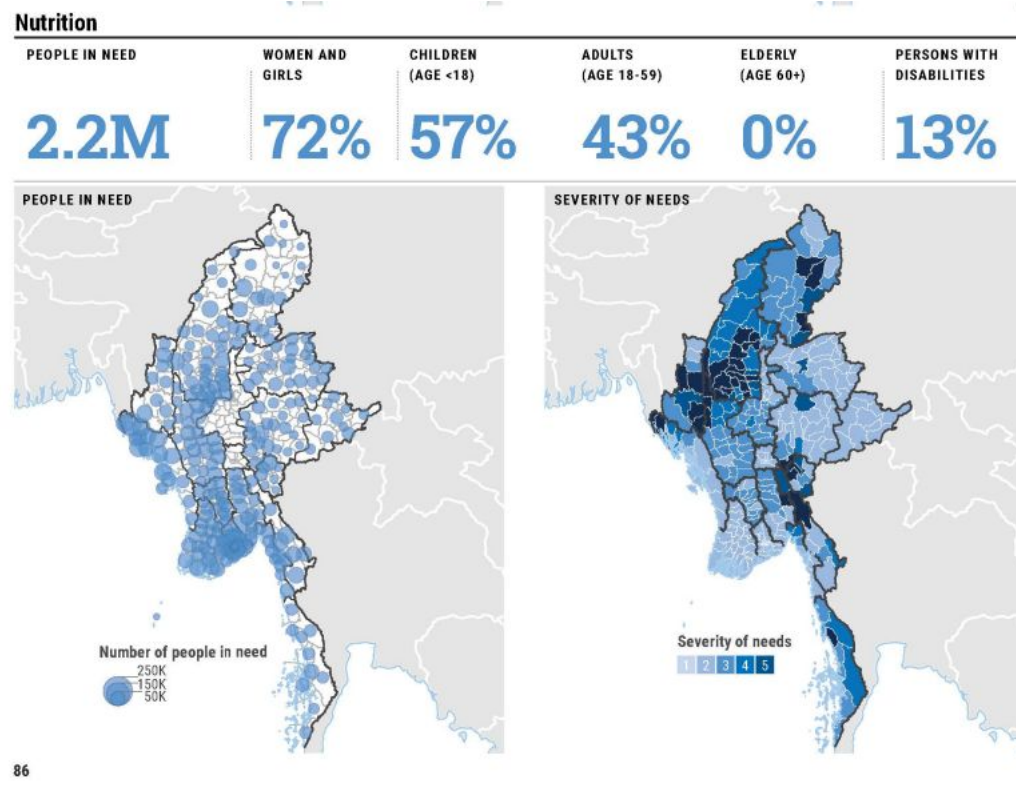 Nutrition
PEOPLE IN NEED
WOMEN AND
GIRLS
CHILDREN
(AGE <18)
ADULTS
(AGE 18-59)
ELDERLY
(AGE 60+)
PERSONS WITH
DISABILITIES
2.2M
72%
57%
43%
0%
13%
PEOPLE IN NEED
SEVERITY OF NEEDS
Number of people in need
250K
150K
50K
Severity of needs
1 2 3 4 5
86